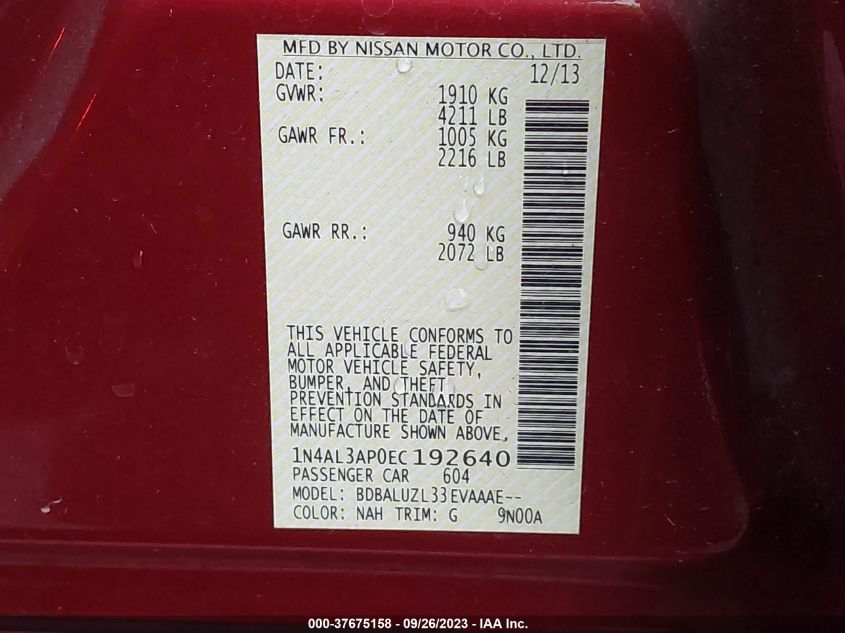 MFD BY NISSAN MOTOR CO., LTD.
DATE: 12/13
GVWR: 1910 KG
4211 LB
GAWR FR.: 1005 KG
2216 LB
GAWR RR.: 940 KG
2072 LB
THIS VEHICLE CONFORMS TO
ALL APPLICABLE FEDERAL
MOTOR VEHICLE SAFETY,
BUMPER, AND THEFT
PREVENTION STANDARDS IN
EFFECT ON THE DATE OF
MANUFACTURE SHOWN ABOVE,
1N4AL3AP0EC192640
PASSENGER CAR 604
MODEL: BDBALUZL33EVAAAE--
COLOR: NAH TRIM: G 9N00A
000-37675158 - 09/26/2023 - IAA Inc.